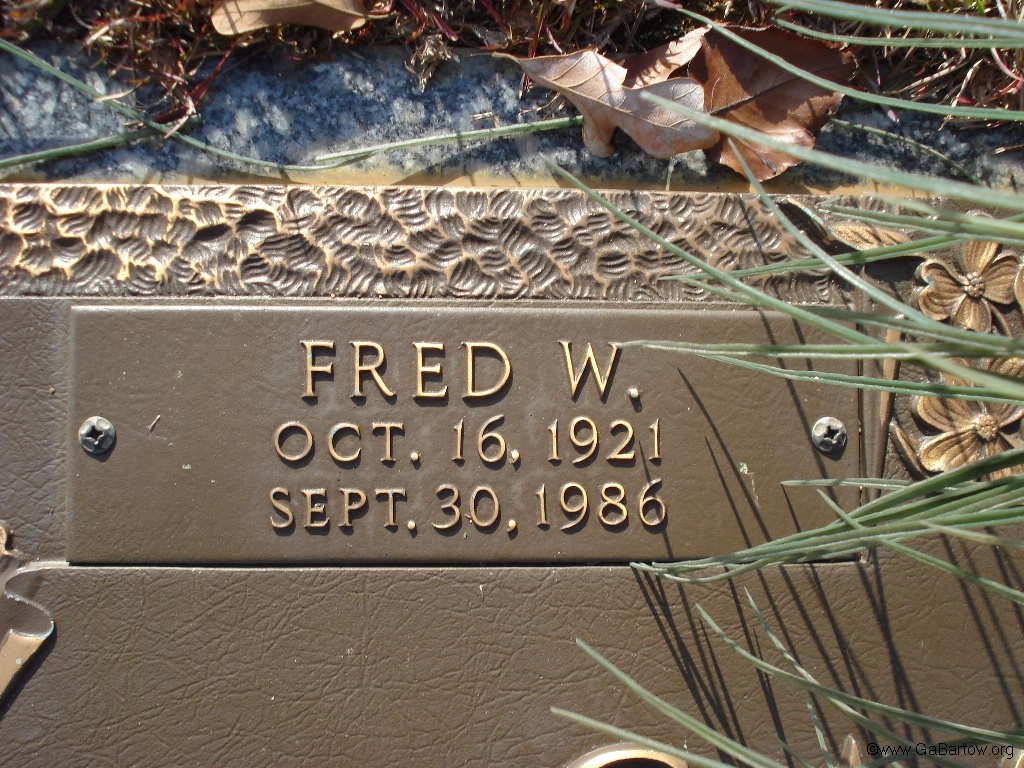 FRED W.
OCT. 16, 1921
SEPT. 30, 1986
©www.GaBartow.org